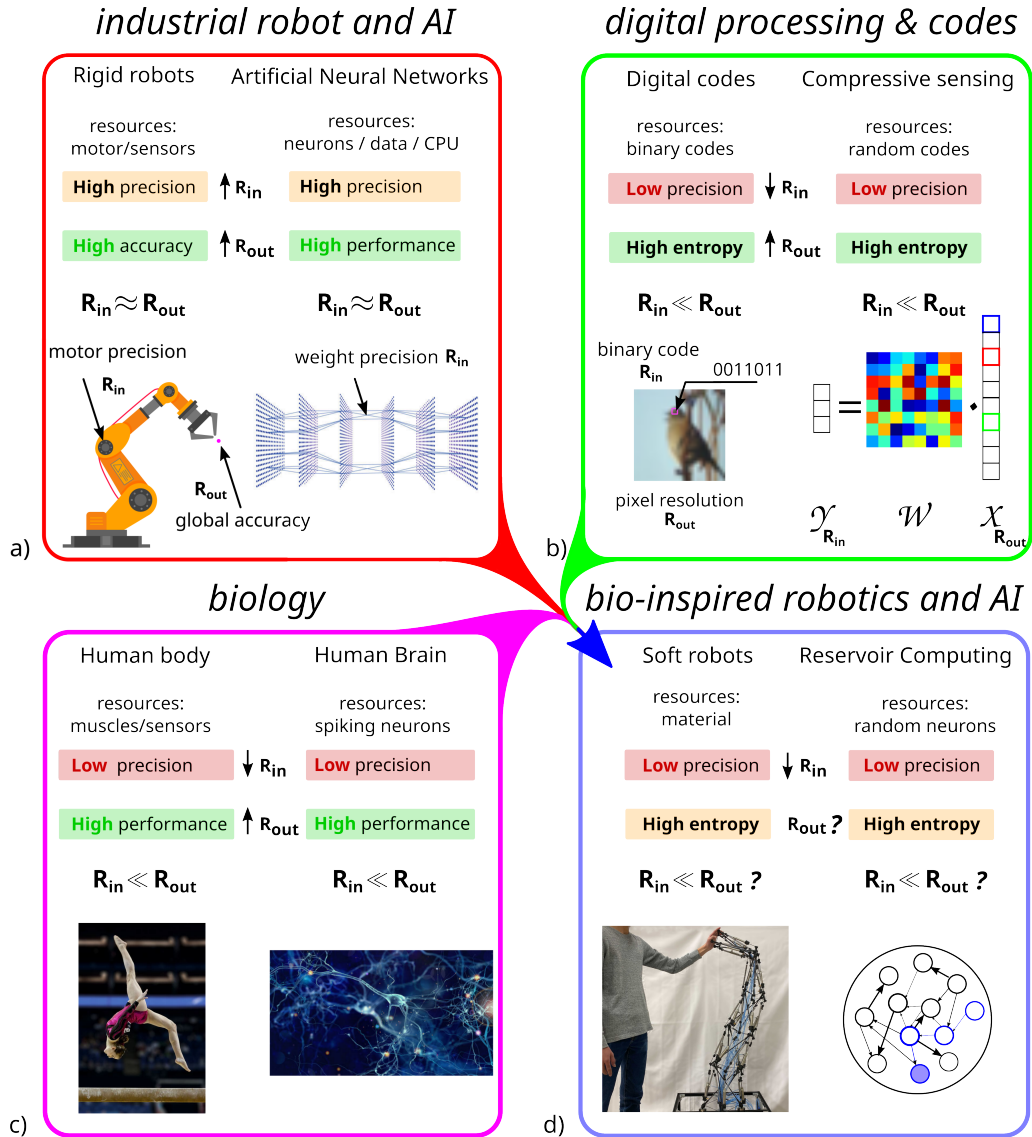 industrial robot and AI
Rigid robots
Artificial Neural Networks
resources:
motor/sensors
resources:
neurons / data / CPU
High precision
↑ Rin
High precision
High accuracy
↑ Rout
High performance
Rin ≈ Rout
Rin ≈ Rout
motor precision
Rin
weight precision Rin
Rout
global accuracy
a)
digital processing & codes
Digital codes
Compressive sensing
resources:
binary codes
resources:
random codes
Low precision
↓ Rin
Low precision
High entropy
↑ Rout
High entropy
Rin ≪ Rout
Rin ≪ Rout
binary code
Rin
0011011
pixel resolution
Rout
=
·
𝒴
Rin
𝒲
𝒳
Rout
b)
biology
Human body
Human Brain
resources:
muscles/sensors
resources:
spiking neurons
Low precision
↓ Rin
Low precision
High performance
↑ Rout
High performance
Rin ≪ Rout
Rin ≪ Rout
c)
bio-inspired robotics and AI
Soft robots
Reservoir Computing
resources:
material
resources:
random neurons
Low precision
↓ Rin
Low precision
High entropy
Rout ?
High entropy
Rin ≪ Rout ?
Rin ≪ Rout ?
d)